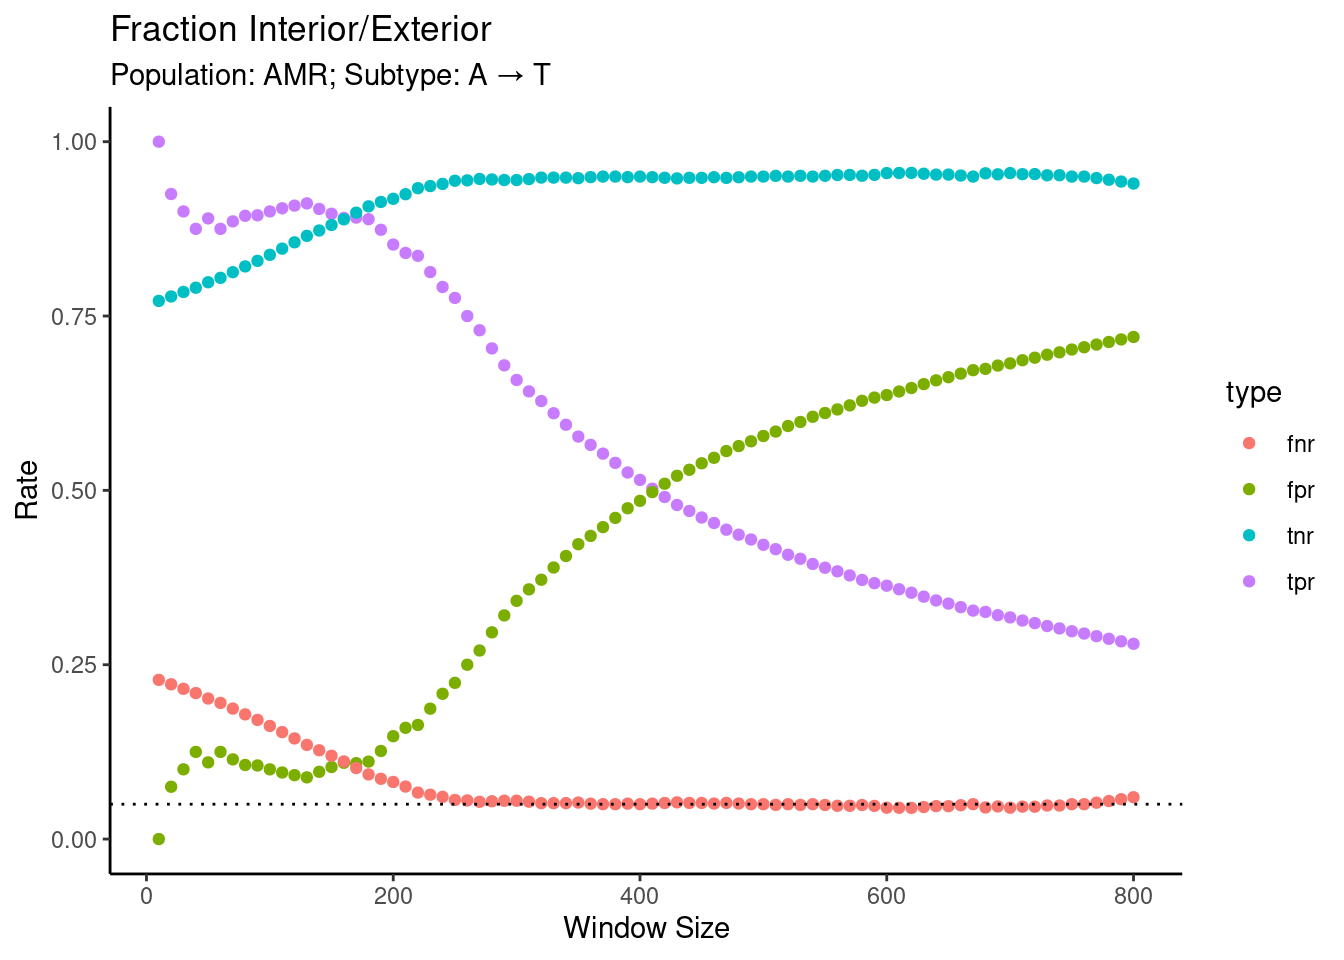 Fraction Interior/Exterior
Population: AMR; Subtype: A → T
1.00
0.75
0.50
0.25
0.00
Rate
0 200 400 600 800
Window Size
type
fnr
fpr
tnr
tpr